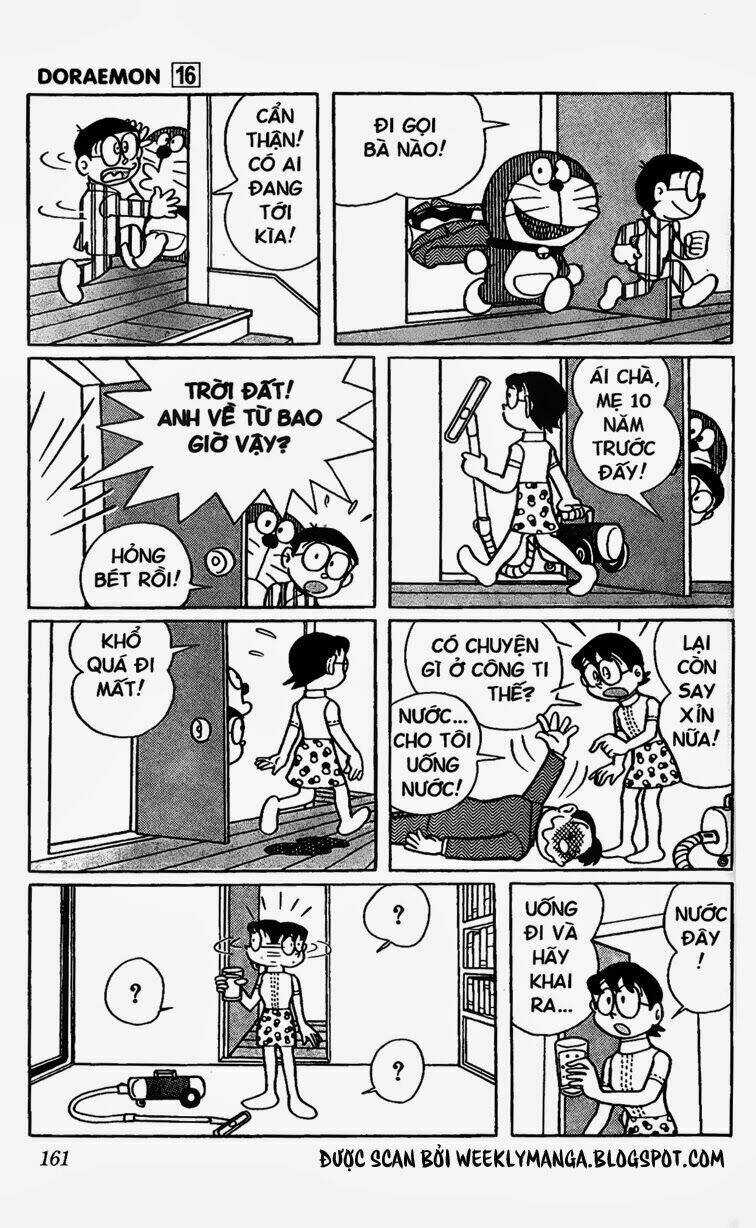 DORAEMON 16
ĐI GỌI
BÀ NÀO!
CẨN
THẬN!
CÓ AI
ĐANG
TỚI
KÌA!
ÁI CHÀ,
MẸ 10
NĂM
TRƯỚC
ĐẤY!
TRỜI ĐẤT!
ANH VỀ TỪ BAO
GIỜ VẬY?
HỎNG
BÉT RỒI!
LẠI
CÒN
SAY
XỈN
NỮA!
CÓ CHUYỆN
GÌ Ở CÔNG TI
THẾ?
NƯỚC...
CHO TÔI
UỐNG
NƯỚC!
KHỔ
QUÁ ĐI
MẤT!
NƯỚC
ĐÂY
!
UỐNG
ĐI VÀ
HÃY
KHAI
RA...
?
?
?
161
ĐƯỢC SCAN BỞI WEEKLYMANGA.BLOGSPOT.COM